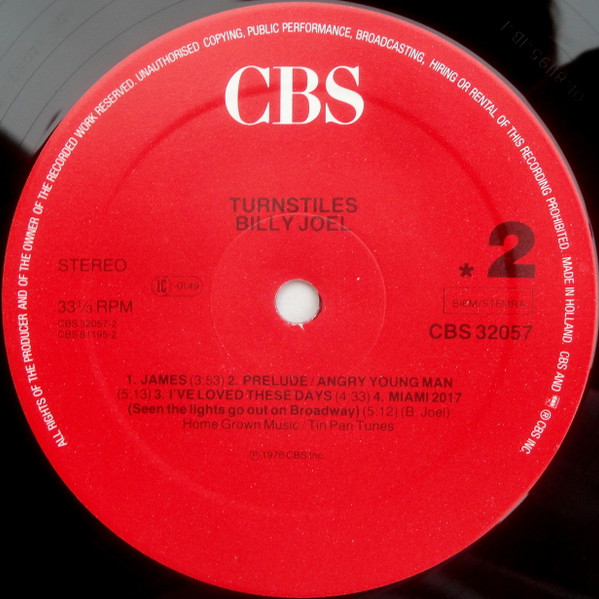 ALL RIGHTS OF THE PRODUCER AND OF THE OWNER OF THE RECORDED WORK RESERVED. UNAUTHORISED COPYING, PUBLIC PERFORMANCE, BROADCASTING, HIRING OR RENTAL OF THIS RECORDING PROHIBITED. MADE IN HOLLAND. CBS AND ® CBS INC.
CBS
TURNSTILES
BILLY JOEL
STEREO
LC 0149
* 2
33⅓ RPM
BIEM/STEMRA
CBS 32057-2
CBS 81195-2
CBS 32057
1. JAMES (3:53) 2. PRELUDE/ANGRY YOUNG MAN
(5:13) 3. I'VE LOVED THESE DAYS (4:33) 4. MIAMI 2017
(Seen the lights go out on Broadway) (5:12) (B. Joel)
Home Grown Music / Tin Pan Tunes
℗ 1976 CBS Inc.